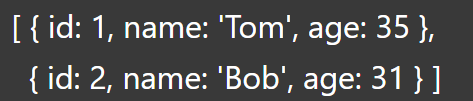 [ { id: 1, name: 'Tom', age: 35 },
{ id: 2, name: 'Bob', age: 31 } ]